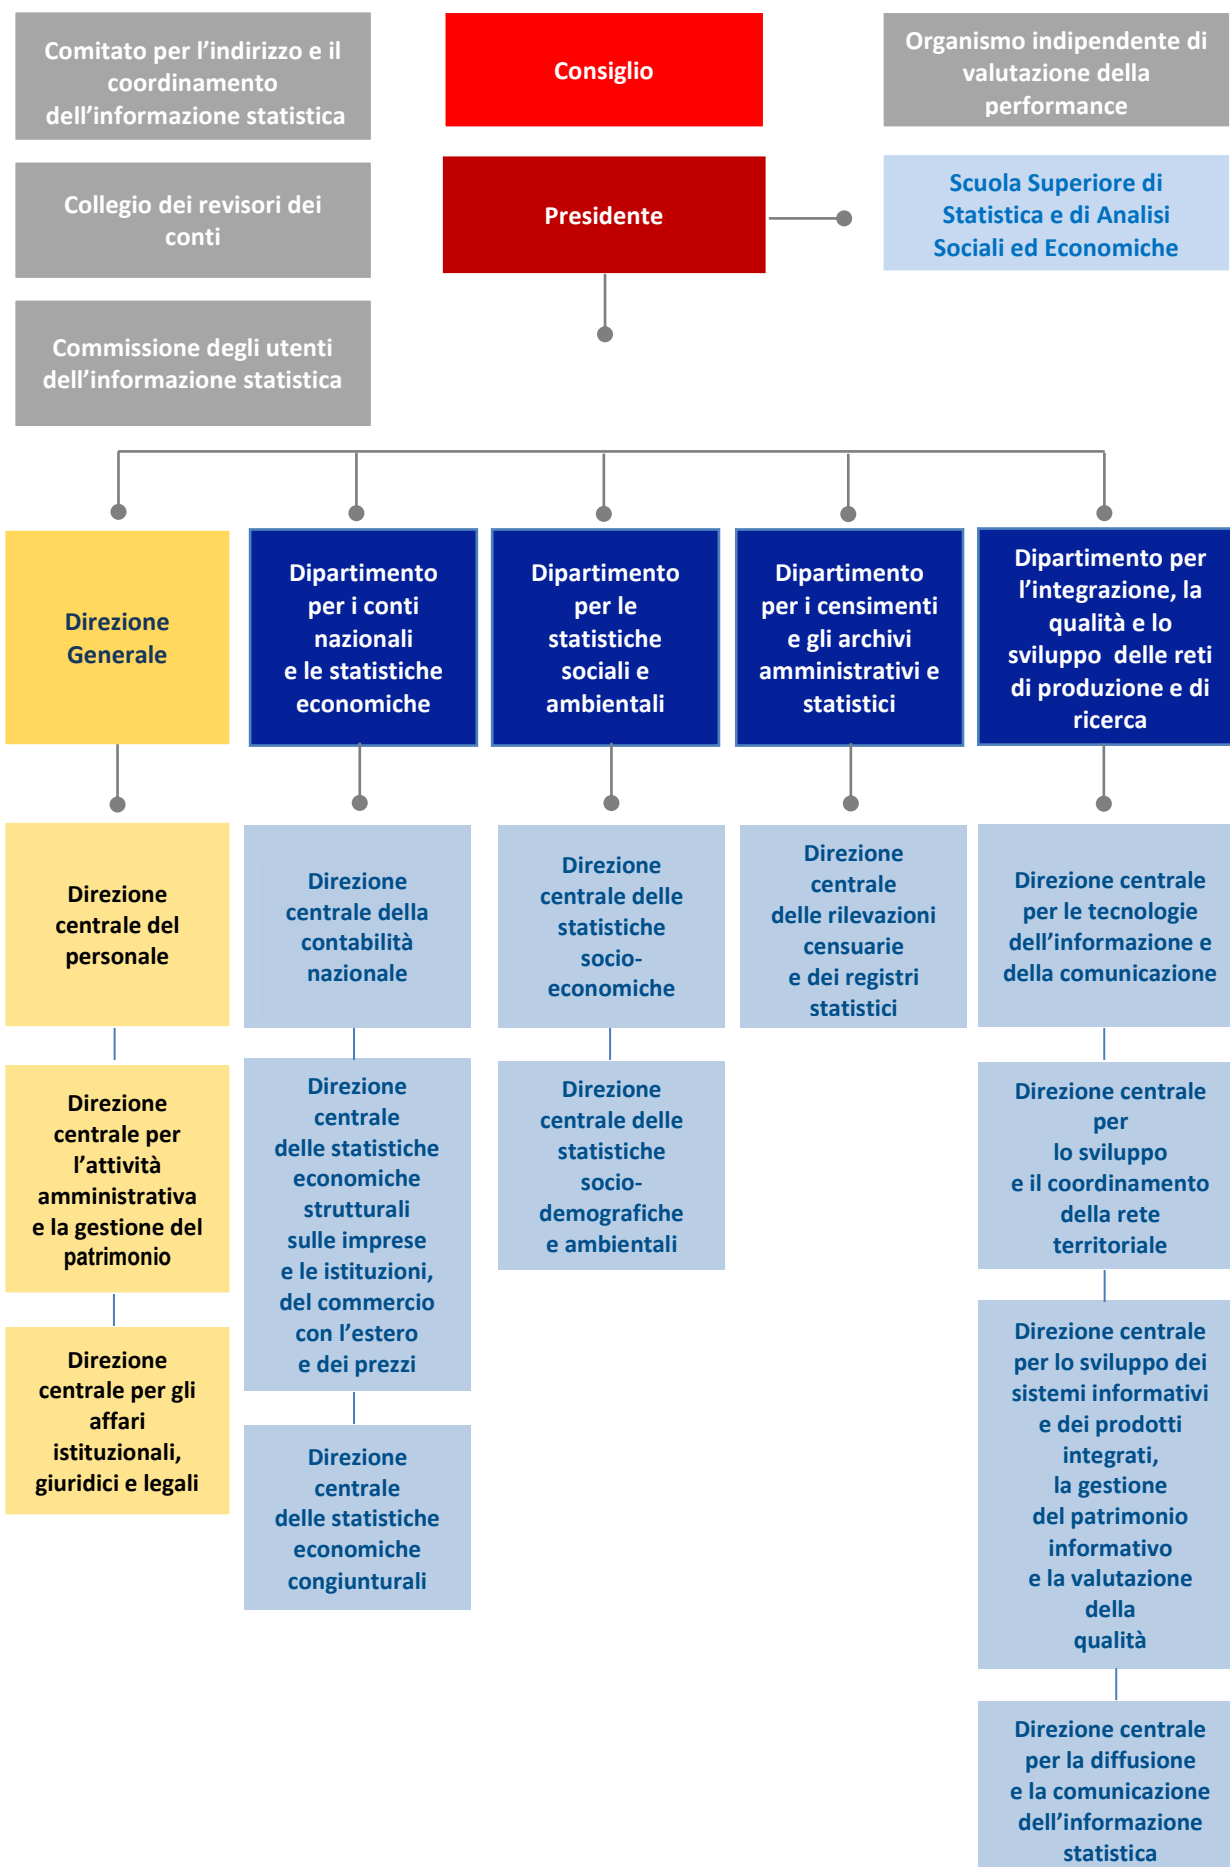 Comitato per l’indirizzo e il
coordinamento
dell’informazione statistica
Consiglio
Organismo indipendente di
valutazione della
performance
Collegio dei revisori dei
conti
Presidente
Scuola Superiore di
Statistica e di Analisi
Sociali ed Economiche
Commissione degli utenti
dell’informazione statistica
Direzione
Generale
Dipartimento
per i conti
nazionali
e le statistiche
economiche
Dipartimento
per le
statistiche
sociali e
ambientali
Dipartimento
per i censimenti
e gli archivi
amministrativi e
statistici
Dipartimento per
l’integrazione, la
qualità e lo
sviluppo delle reti
di produzione e di
ricerca
Direzione
centrale del
personale
Direzione
centrale della
contabilità
nazionale
Direzione
centrale delle
statistiche
socio-
economiche
Direzione
centrale
delle rilevazioni
censuarie
e dei registri
statistici
Direzione centrale
per le tecnologie
dell’informazione e
della comunicazione
Direzione
centrale per
l’attività
amministrativa
e la gestione del
patrimonio
Direzione
centrale
delle statistiche
economiche
strutturali
sulle imprese
e le istituzioni,
del commercio
con l’estero
e dei prezzi
Direzione
centrale delle
statistiche
socio-
demografiche
e ambientali
Direzione centrale
per
lo sviluppo
e il coordinamento
della rete
territoriale
Direzione
centrale per gli
affari
istituzionali,
giuridici e legali
Direzione
centrale
delle statistiche
economiche
congiunturali
Direzione centrale
per lo sviluppo dei
sistemi informativi
e dei prodotti
integrati,
la gestione
del patrimonio
informativo
e la valutazione
della
qualità
Direzione centrale
per la diffusione
e la comunicazione
dell’informazione
statistica